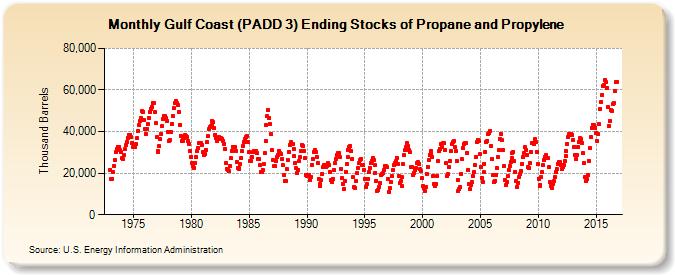 Monthly Gulf Coast (PADD 3) Ending Stocks of Propane and Propylene
Thousand Barrels
80,000
60,000
40,000
20,000
0
1975 1980 1985 1990 1995 2000 2005 2010 2015
Source: U.S. Energy Information Administration